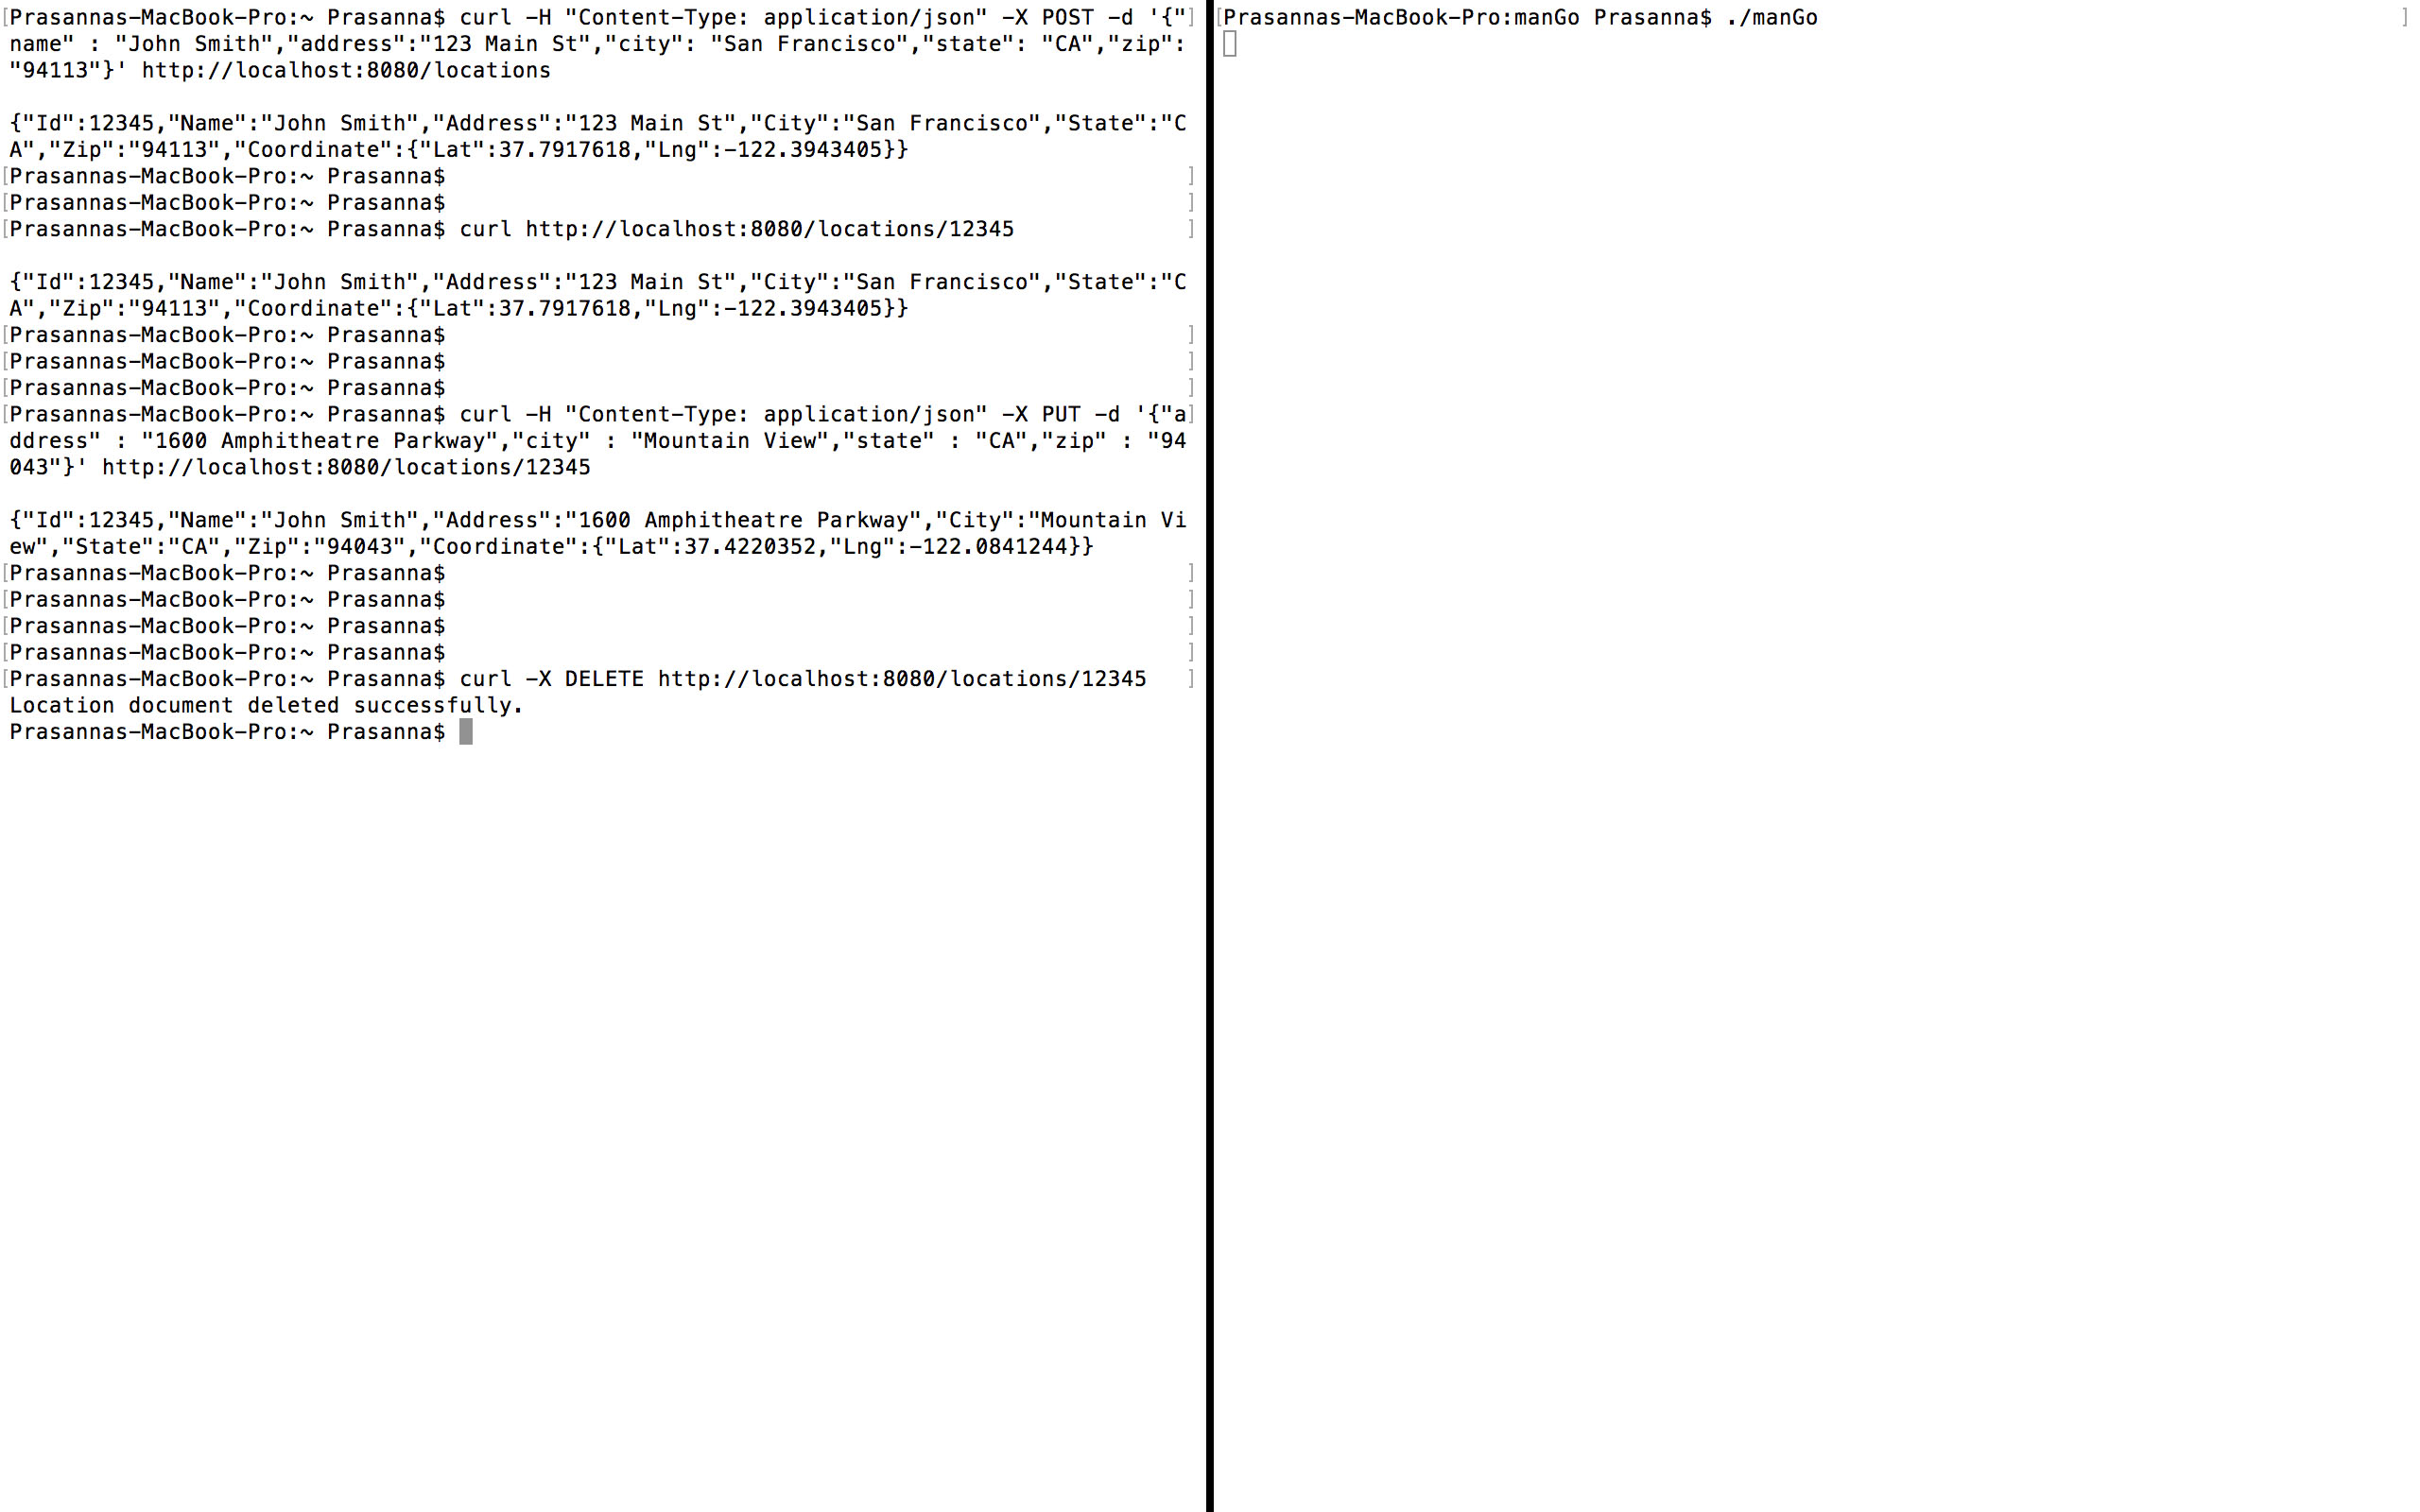 [Prasannas-MacBook-Pro:~ Prasanna$ curl -H "Content-Type: application/json" -X POST -d '{"]
name" : "John Smith","address":"123 Main St","city": "San Francisco","state": "CA","zip":
"94113"}' http://localhost:8080/locations
{"Id":12345,"Name":"John Smith","Address":"123 Main St","City":"San Francisco","State":"C
A","Zip":"94113","Coordinate":{"Lat":37.7917618,"Lng":-122.3943405}}
[Prasannas-MacBook-Pro:~ Prasanna$ ]
[Prasannas-MacBook-Pro:~ Prasanna$ ]
[Prasannas-MacBook-Pro:~ Prasanna$ curl http://localhost:8080/locations/12345 ]
{"Id":12345,"Name":"John Smith","Address":"123 Main St","City":"San Francisco","State":"C
A","Zip":"94113","Coordinate":{"Lat":37.7917618,"Lng":-122.3943405}}
[Prasannas-MacBook-Pro:~ Prasanna$ ]
[Prasannas-MacBook-Pro:~ Prasanna$ ]
[Prasannas-MacBook-Pro:~ Prasanna$ ]
[Prasannas-MacBook-Pro:~ Prasanna$ curl -H "Content-Type: application/json" -X PUT -d '{"a]
ddress" : "1600 Amphitheatre Parkway","city" : "Mountain View","state" : "CA","zip" : "94
043"}' http://localhost:8080/locations/12345
{"Id":12345,"Name":"John Smith","Address":"1600 Amphitheatre Parkway","City":"Mountain Vi
ew","State":"CA","Zip":"94043","Coordinate":{"Lat":37.4220352,"Lng":-122.0841244}}
[Prasannas-MacBook-Pro:~ Prasanna$ ]
[Prasannas-MacBook-Pro:~ Prasanna$ ]
[Prasannas-MacBook-Pro:~ Prasanna$ ]
[Prasannas-MacBook-Pro:~ Prasanna$ ]
[Prasannas-MacBook-Pro:~ Prasanna$ curl -X DELETE http://localhost:8080/locations/12345 ]
Location document deleted successfully.
Prasannas-MacBook-Pro:~ Prasanna$
[Prasannas-MacBook-Pro:manGo Prasanna$ ./manGo ]